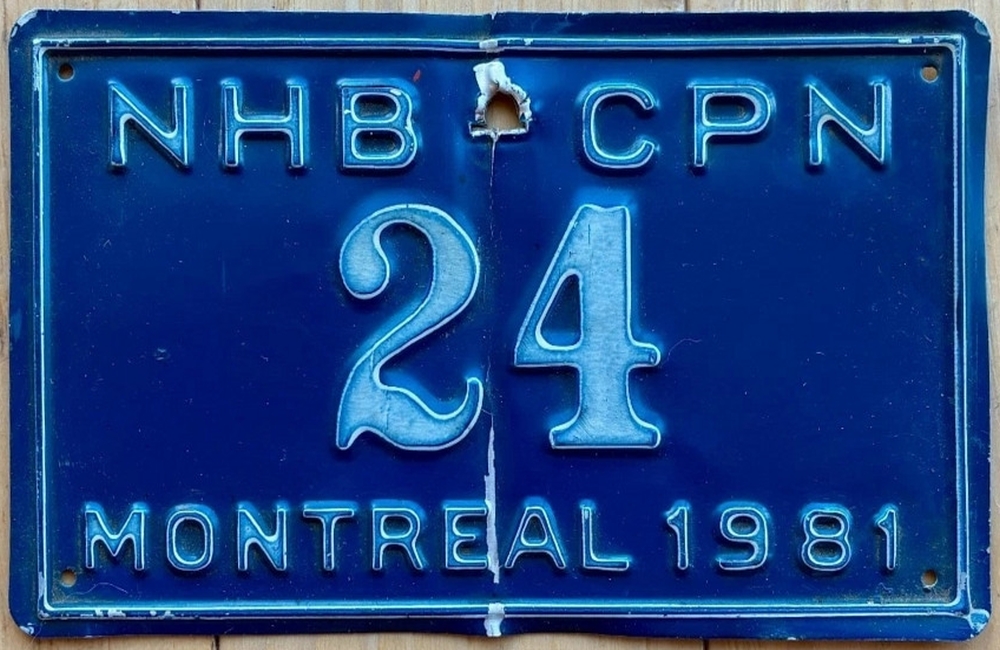 NHB CPN
24
MONTREAL 1981